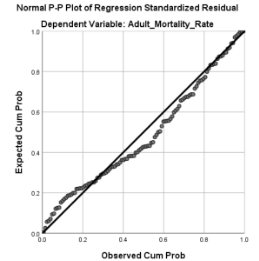 Normal P-P Plot of Regression Standardized Residual
Dependent Variable: Adult_Mortality_Rate
1.0
0.8
0.6
0.4
0.2
0.0
Expected Cum Prob
0.0 0.2 0.4 0.6 0.8 1.0
Observed Cum Prob